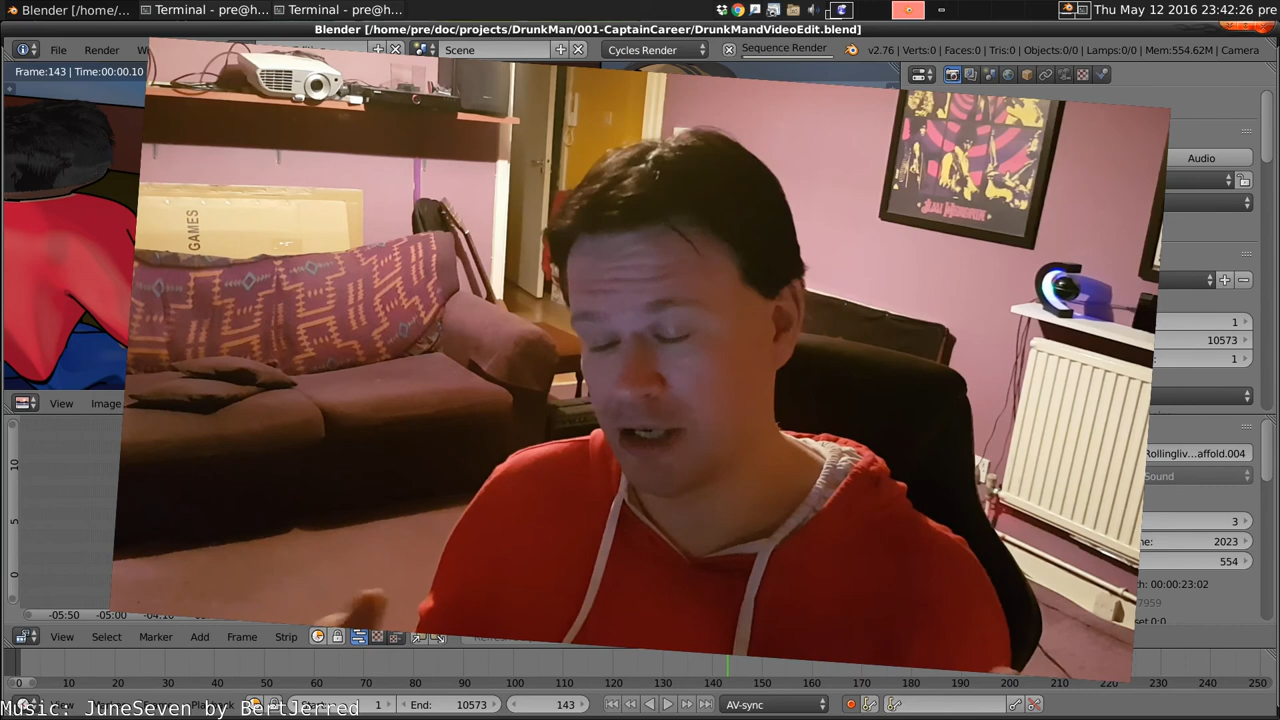 Blender [/home/...
Terminal - pre@h...
Terminal - pre@h...
Thu May 12 2016 23:42:26 pre
Blender [/home/pre/doc/projects/DrunkMan/001-CaptainCareer/DrunkMandVideoEdit.blend]
File
Render
Scene
Cycles Render
Sequence Render
v2.76 | Verts:0 | Faces:0 | Tris:0 | Objects:0/0 | Lamps:0/0 | Mem:554.62M | Camera
Frame:143 | Time:00:00.10
Audio
GAMES
JIMI HENDRIX
1
10573
1
View
Image
Rollingliv...affold.004
Sound
10
5
0
3
2023
554
00:00:23:02
7959
-05:50
-05:00
View
Select
Marker
Add
Frame
Strip
0 10 20 30 40 50 60 70 80 90 100 110 120 130 140 150 160 170 180 190 200 210 220 230 240 250
1
End: 10573
143
AV-sync
Music: JuneSeven by BertJerred